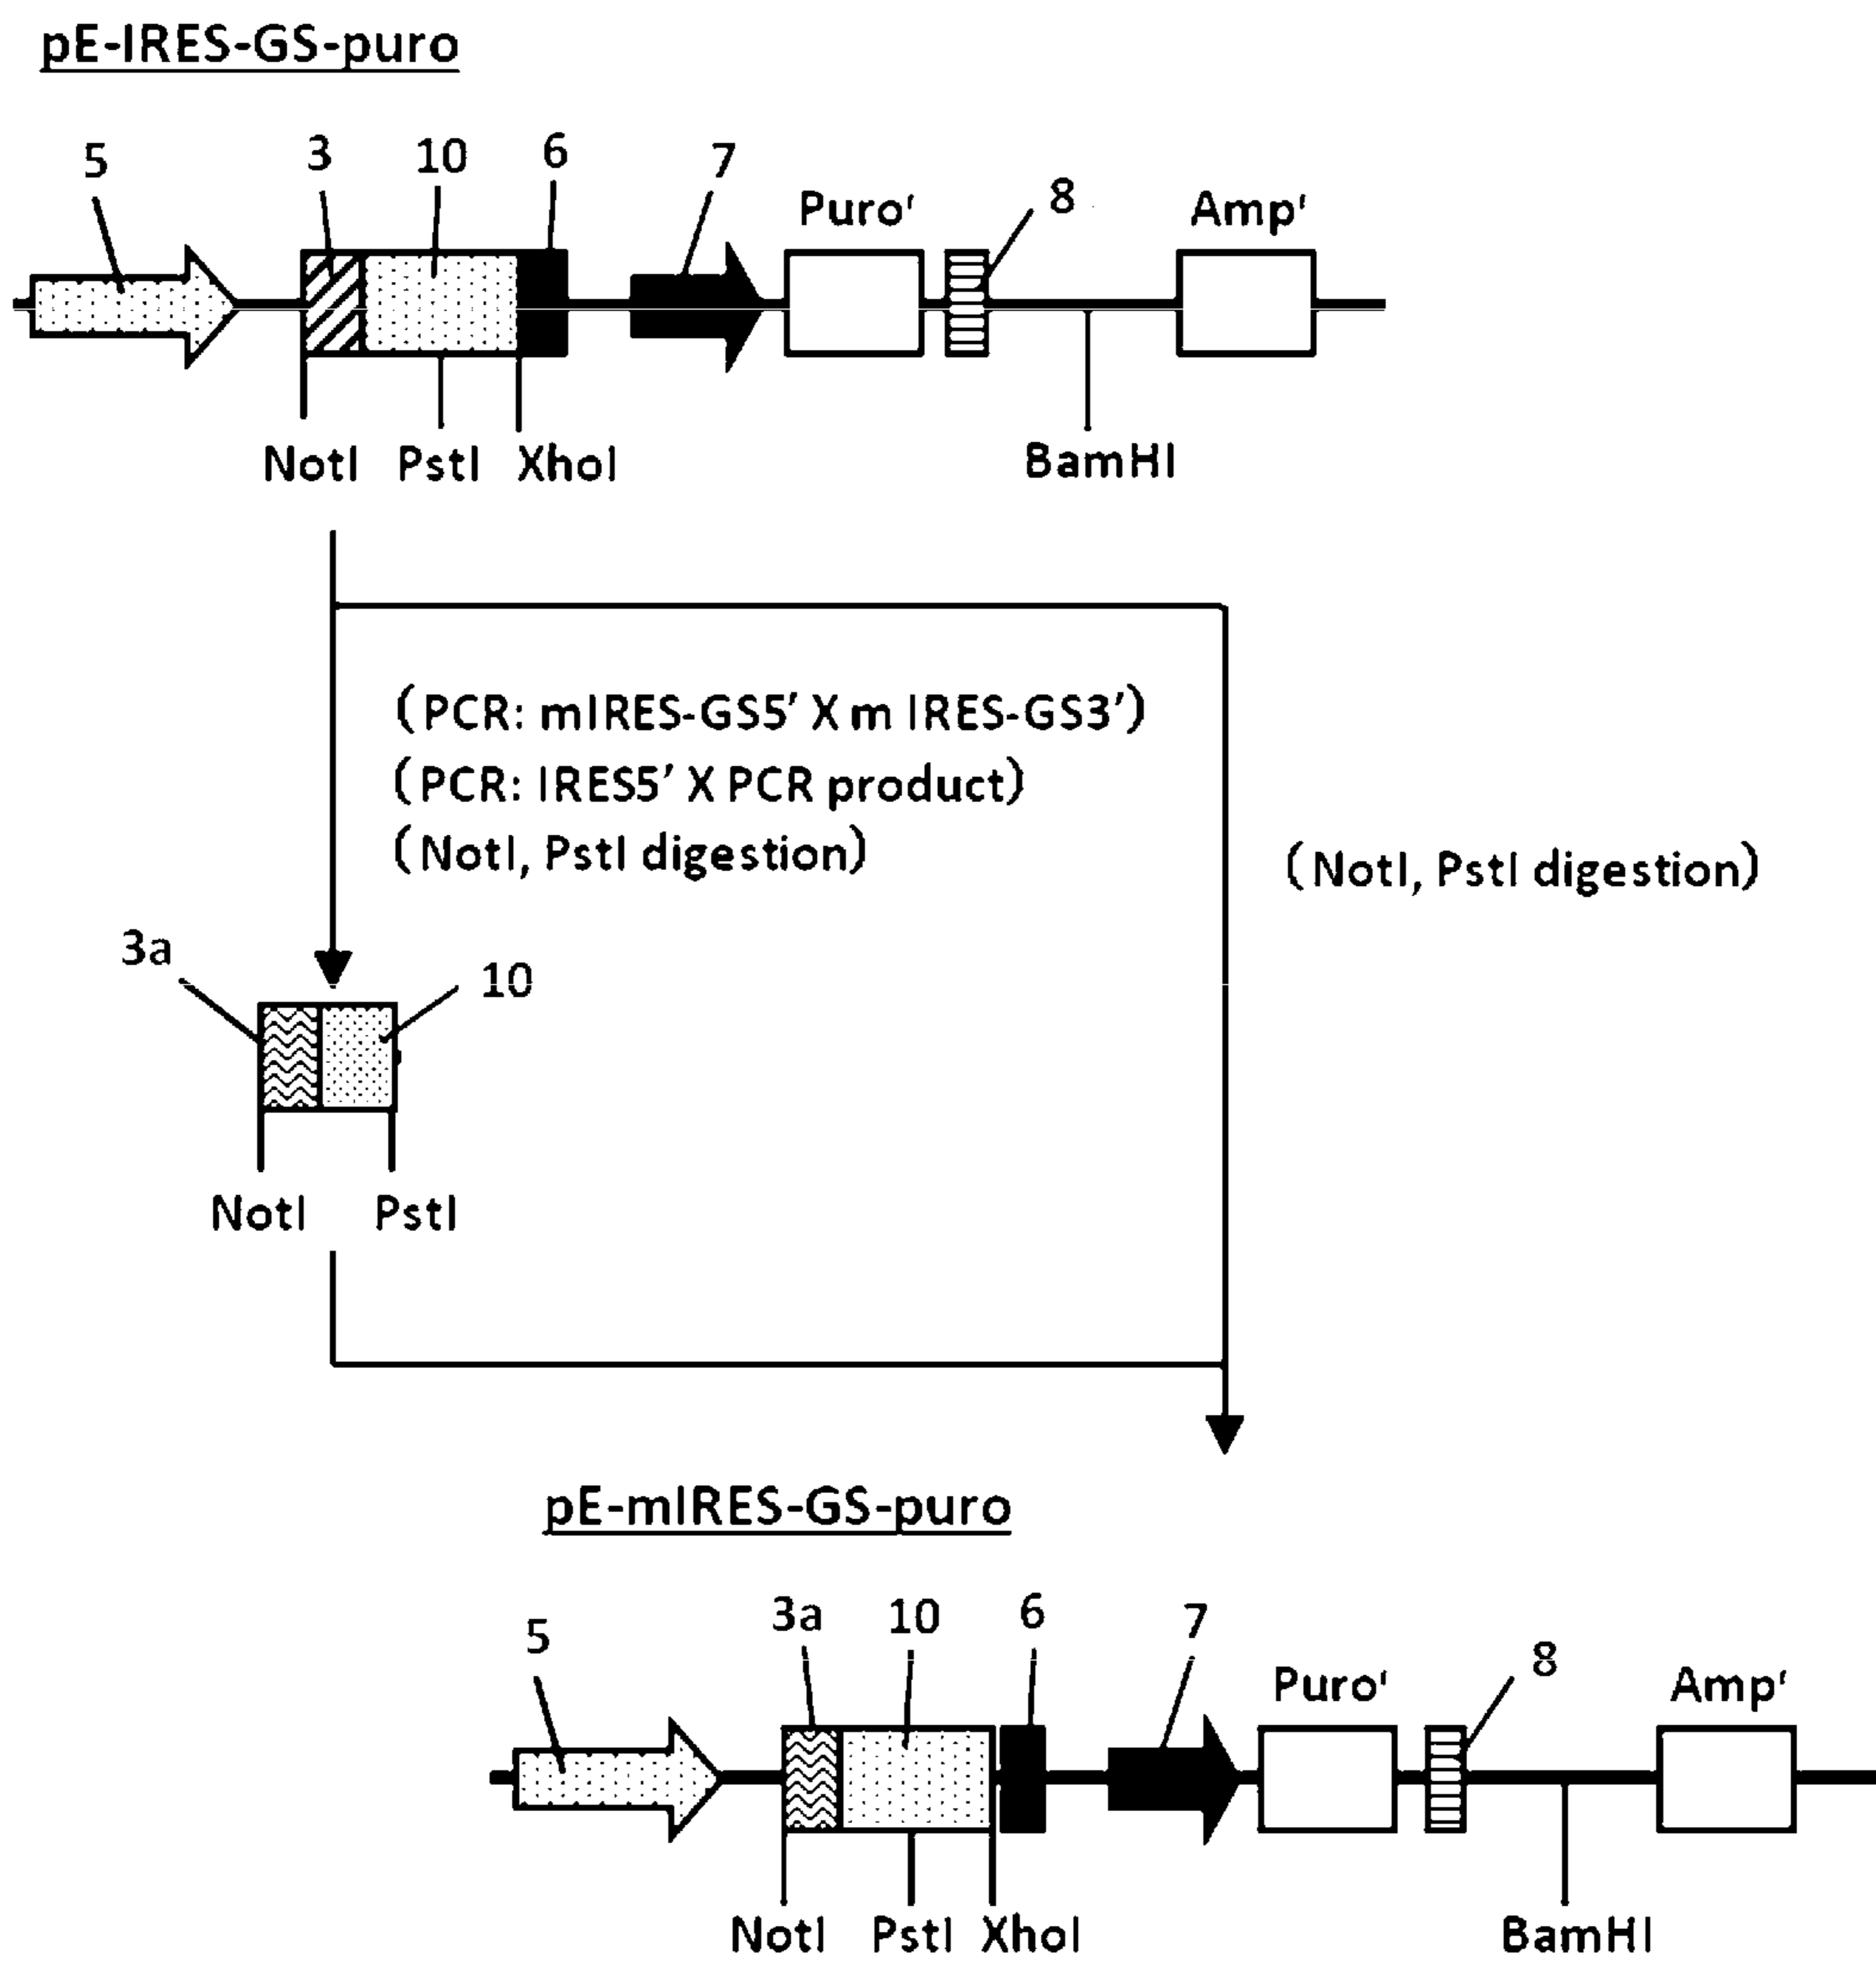 pE-IRES-GS-puro
5 3 10 6 7 Puroʳ 8 Ampʳ
NotI PstI XhoI BamHI
(PCR: mIRES-GS5' X m IRES-GS3')
(PCR: IRES5' X PCR product)
(NotI, PstI digestion)
(NotI, PstI digestion)
3a 10
NotI PstI
pE-mIRES-GS-puro
5 3a 10 6 7 Puroʳ 8 Ampʳ
NotI PstI XhoI BamHI